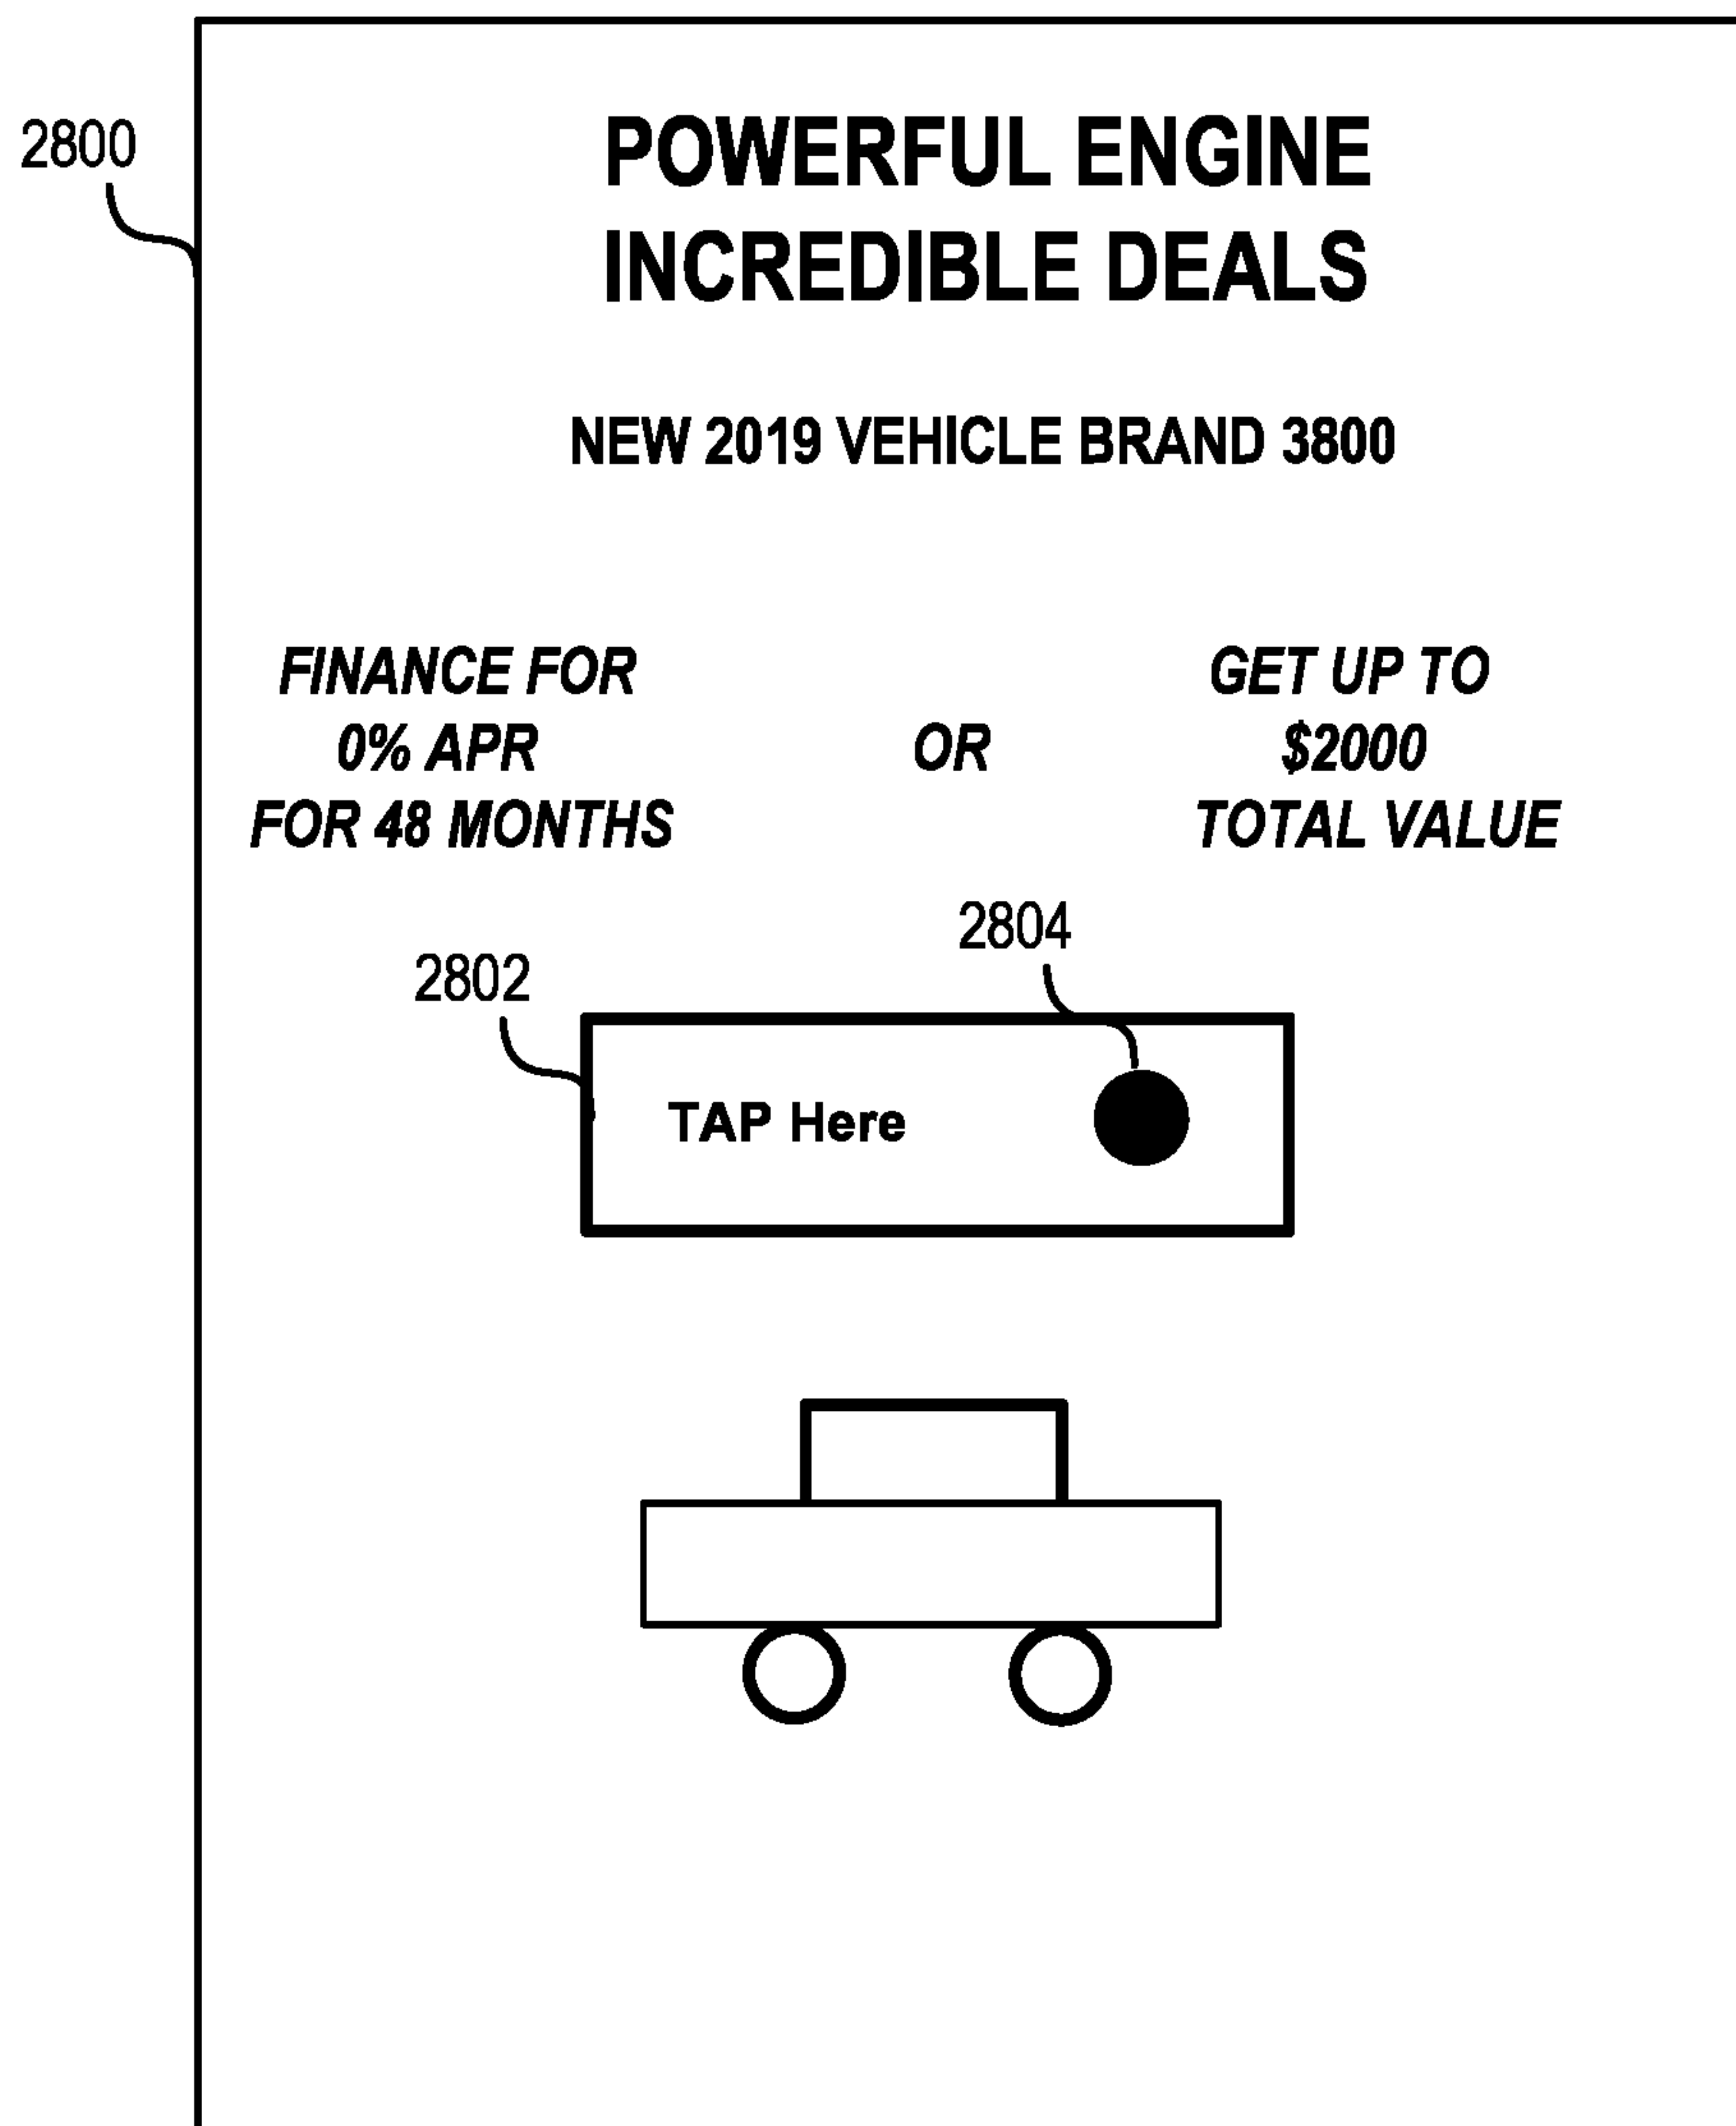 2800
POWERFUL ENGINE
INCREDIBLE DEALS
NEW 2019 VEHICLE BRAND 3800
FINANCE FOR
0% APR
FOR 48 MONTHS
OR
GET UP TO
$2000
TOTAL VALUE
2802
2804
TAP Here